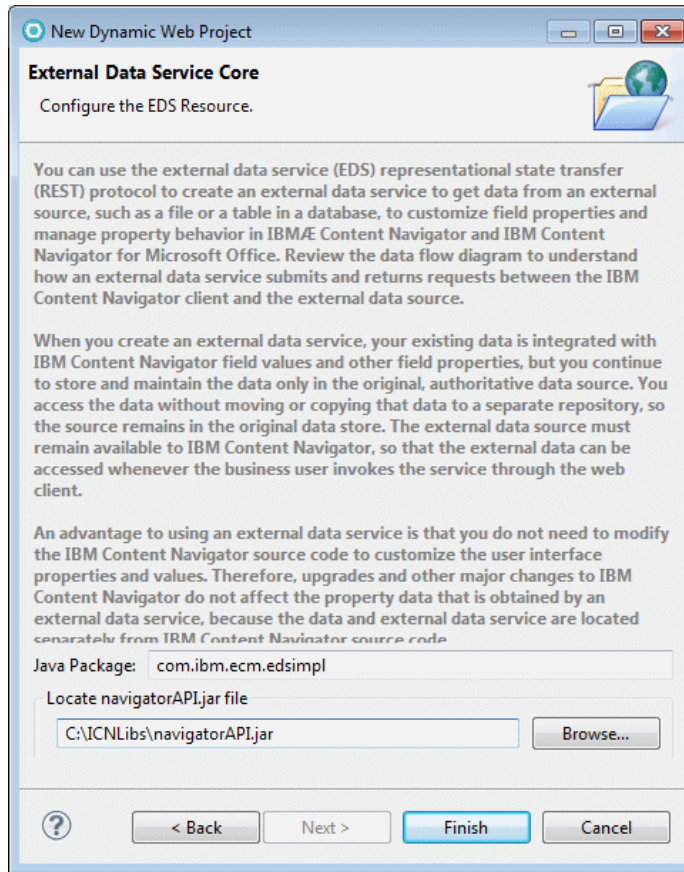 New Dynamic Web Project
External Data Service Core
Configure the EDS Resource.
You can use the external data service (EDS) representational state transfer
(REST) protocol to create an external data service to get data from an external
source, such as a file or a table in a database, to customize field properties and
manage property behavior in IBMÆ Content Navigator and IBM Content
Navigator for Microsoft Office. Review the data flow diagram to understand
how an external data service submits and returns requests between the IBM
Content Navigator client and the external data source.
When you create an external data service, your existing data is integrated with
IBM Content Navigator field values and other field properties, but you continue
to store and maintain the data only in the original, authoritative data source. You
access the data without moving or copying that data to a separate repository, so
the source remains in the original data store. The external data source must
remain available to IBM Content Navigator, so that the external data can be
accessed whenever the business user invokes the service through the web
client.
An advantage to using an external data service is that you do not need to modify
the IBM Content Navigator source code to customize the user interface
properties and values. Therefore, upgrades and other major changes to IBM
Content Navigator do not affect the property data that is obtained by an
external data service, because the data and external data service are located
separately from IBM Content Navigator source code.
Java Package: com.ibm.ecm.edsimpl
Locate navigatorAPI.jar file
C:\ICNLibs\navigatorAPI.jar Browse...
? < Back Next > Finish Cancel